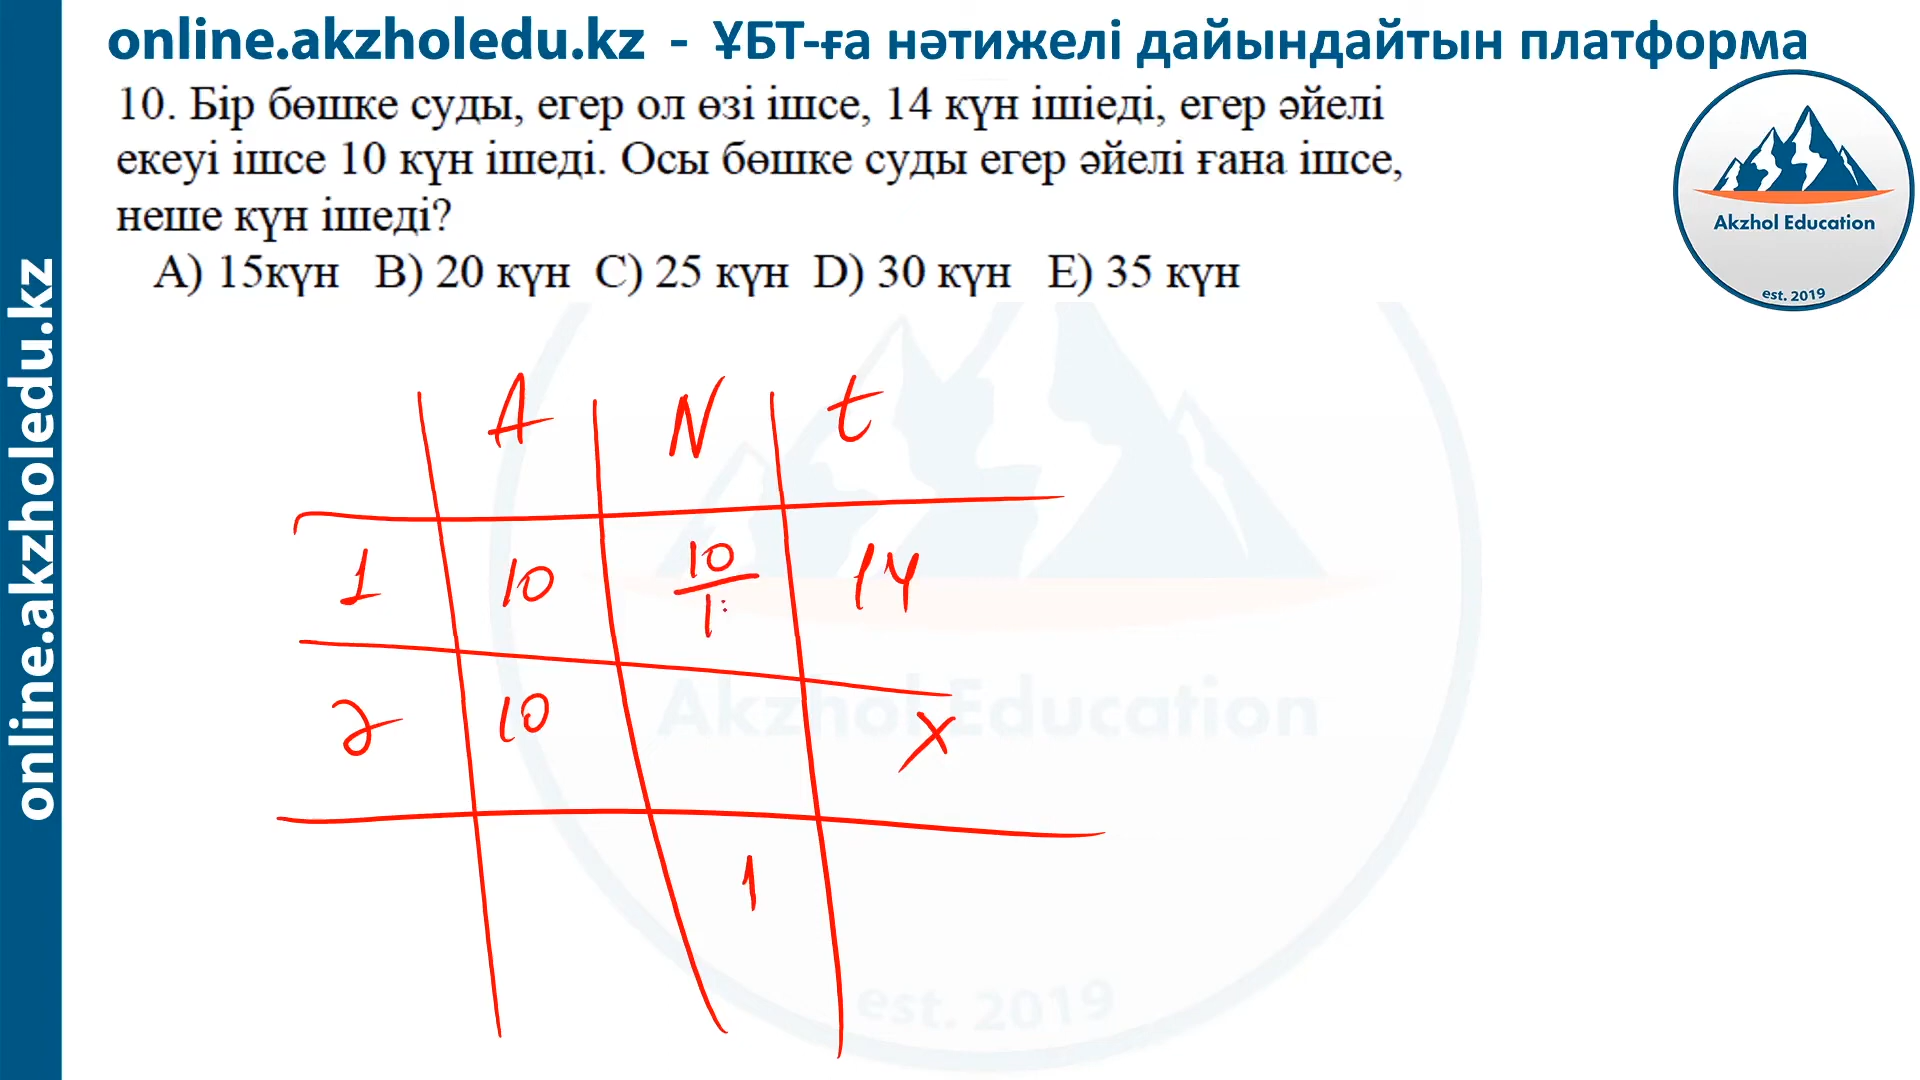 online.akzholedu.kz - ҰБТ-ға нәтижелі дайындайтын платформа
10. Бір бөшке суды, егер ол өзі ішсе, 14 күн ішіеді, егер әйелі
екеуі ішсе 10 күн ішеді. Осы бөшке суды егер әйелі ғана ішсе,
неше күн ішеді?
A) 15күн B) 20 күн C) 25 күн D) 30 күн E) 35 күн
Akzhol Education
est. 2019
online.akzholedu.kz
A N t
1 10 10/1 14
2 10 x
1
Akzhol Education
est. 2019